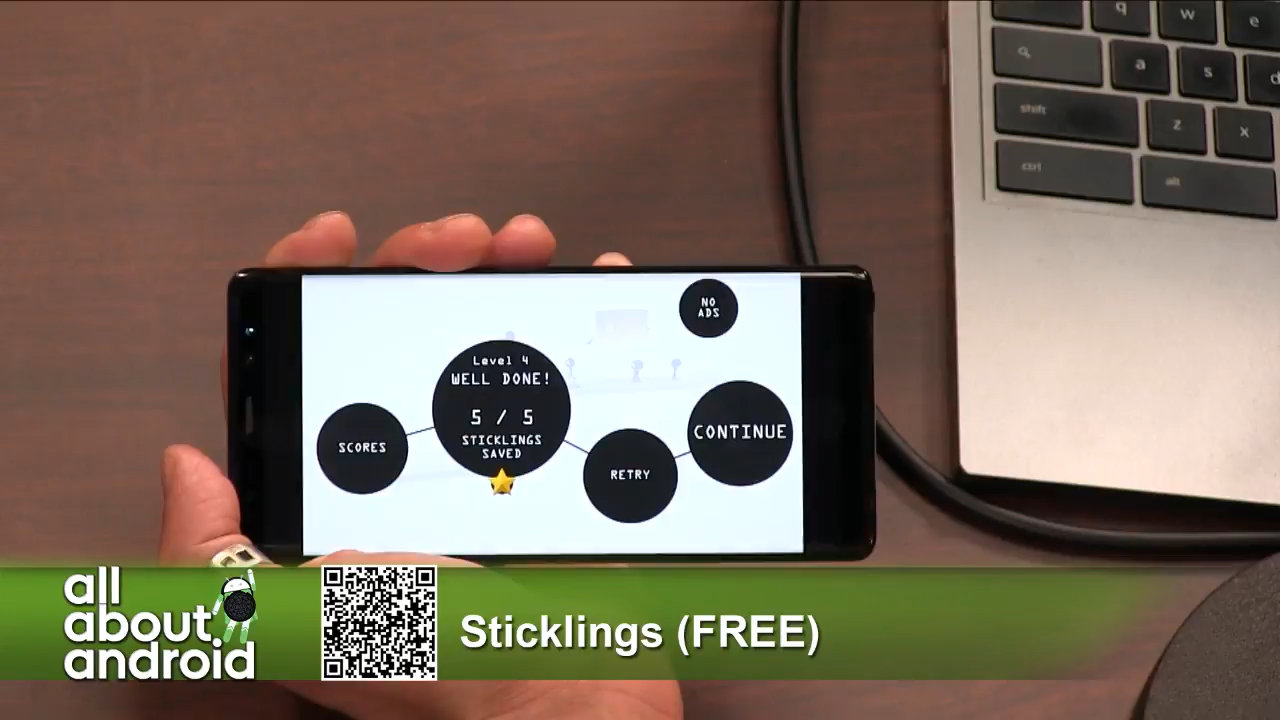 q w e
a s d
shift z x
ctrl alt
NO
ADS
Level 4
WELL DONE!
5 / 5
STICKLINGS
SAVED
SCORES
RETRY
CONTINUE
all
about
android
Sticklings (FREE)